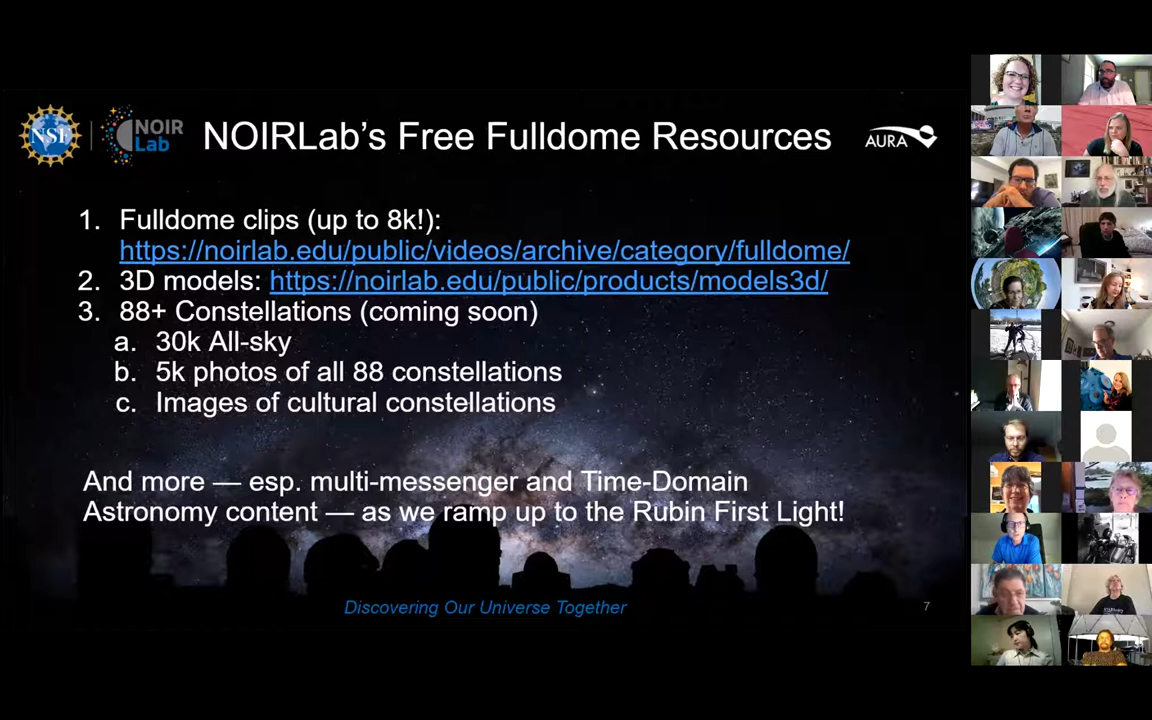 NSF
NOIR
Lab
NOIRLab's Free Fulldome Resources
AURA
1. Fulldome clips (up to 8k!):
https://noirlab.edu/public/videos/archive/category/fulldome/
2. 3D models: https://noirlab.edu/public/products/models3d/
3. 88+ Constellations (coming soon)
a. 30k All-sky
b. 5k photos of all 88 constellations
c. Images of cultural constellations
And more — esp. multi-messenger and Time-Domain
Astronomy content — as we ramp up to the Rubin First Light!
Discovering Our Universe Together
7